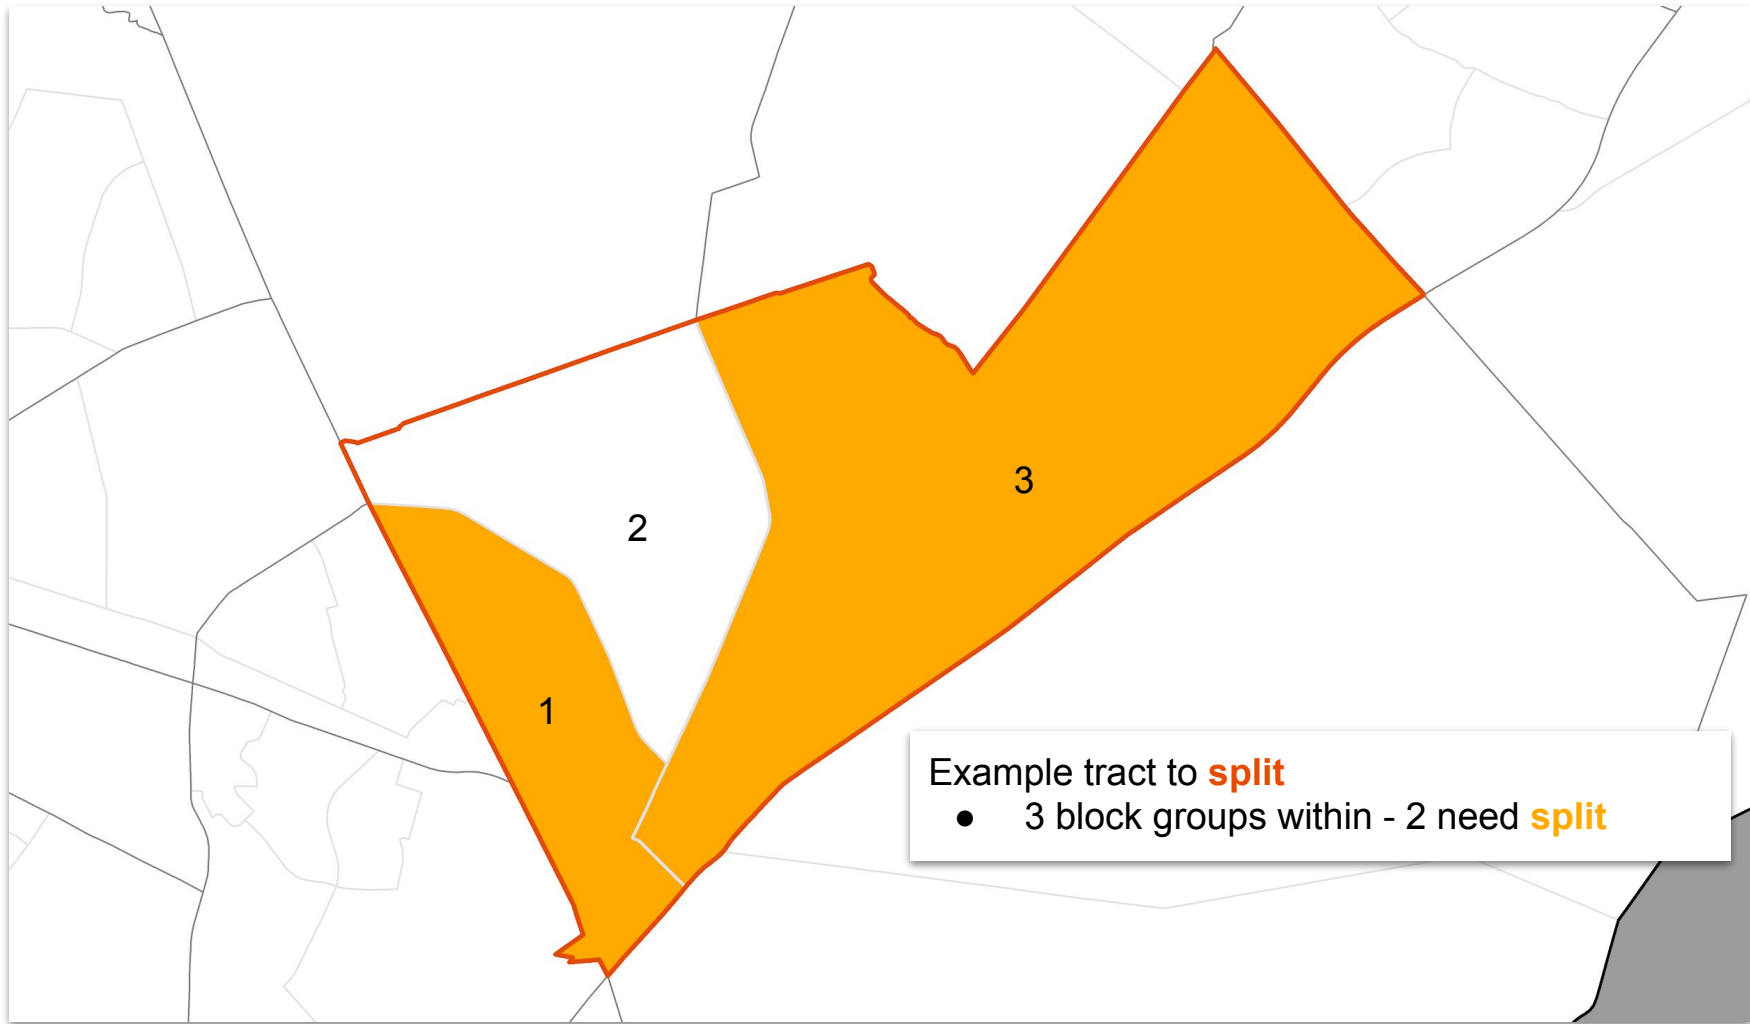 3
2
1
Example tract to split
● 3 block groups within - 2 need split